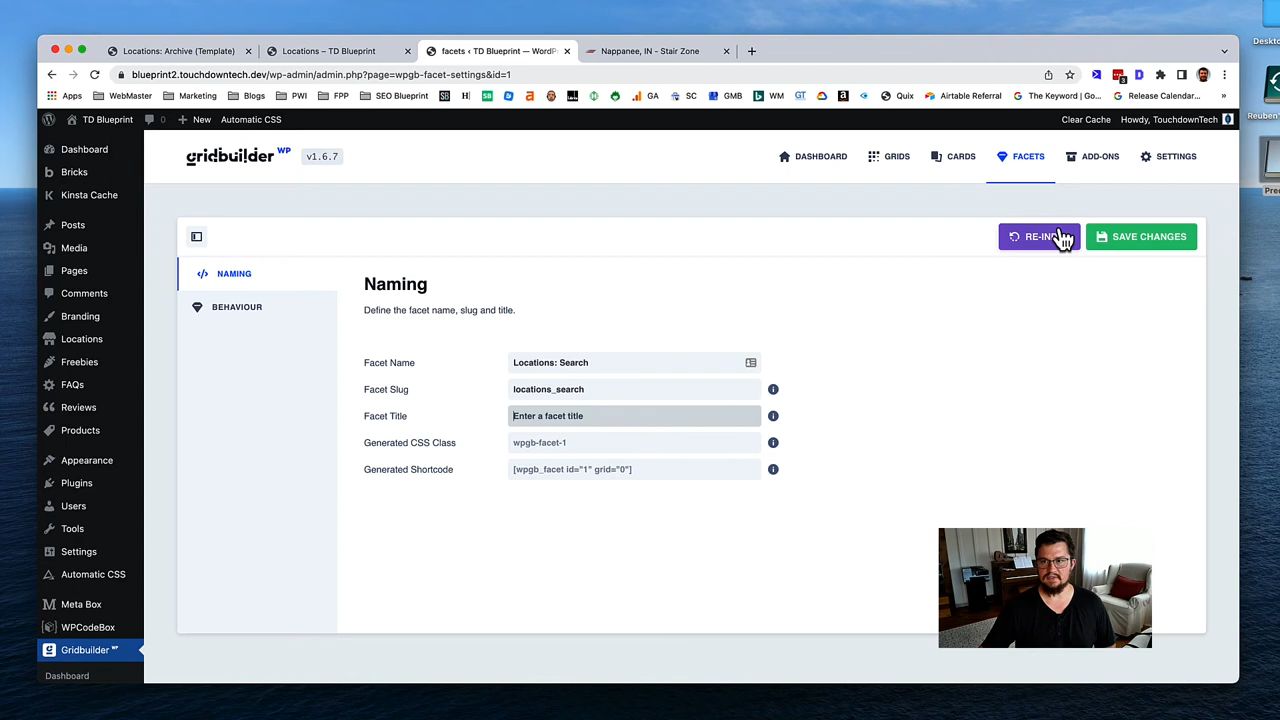 Desktop
Locations: Archive (Template) × Locations – TD Blueprint × facets ‹ TD Blueprint — WordP × Nappanee, IN - Stair Zone × +
blueprint2.touchdowntech.dev/wp-admin/admin.php?page=wpgb-facet-settings&id=1
Apps WebMaster Marketing Blogs PWI FPP SEO Blueprint GA SC GMB WM Quix Airtable Referral The Keyword | Go... Release Calendar... »
Reuben'
TD Blueprint 0 + New Automatic CSS Clear Cache Howdy, TouchdownTech
Dashboard
Bricks
Kinsta Cache
Posts
Media
Pages
Comments
Branding
Locations
Freebies
FAQs
Reviews
Products
Appearance
Plugins
Users
Tools
Settings
Automatic CSS
Meta Box
WPCodeBox
Gridbuilder WP
Dashboard
gridbuilder WP v1.6.7 DASHBOARD GRIDS CARDS FACETS ADD-ONS SETTINGS
RE-IN SAVE CHANGES
NAMING
BEHAVIOUR
Naming
Define the facet name, slug and title.
Facet Name Locations: Search
Facet Slug locations_search
Facet Title Enter a facet title
Generated CSS Class wpgb-facet-1
Generated Shortcode [wpgb_facet id="1" grid="0"]